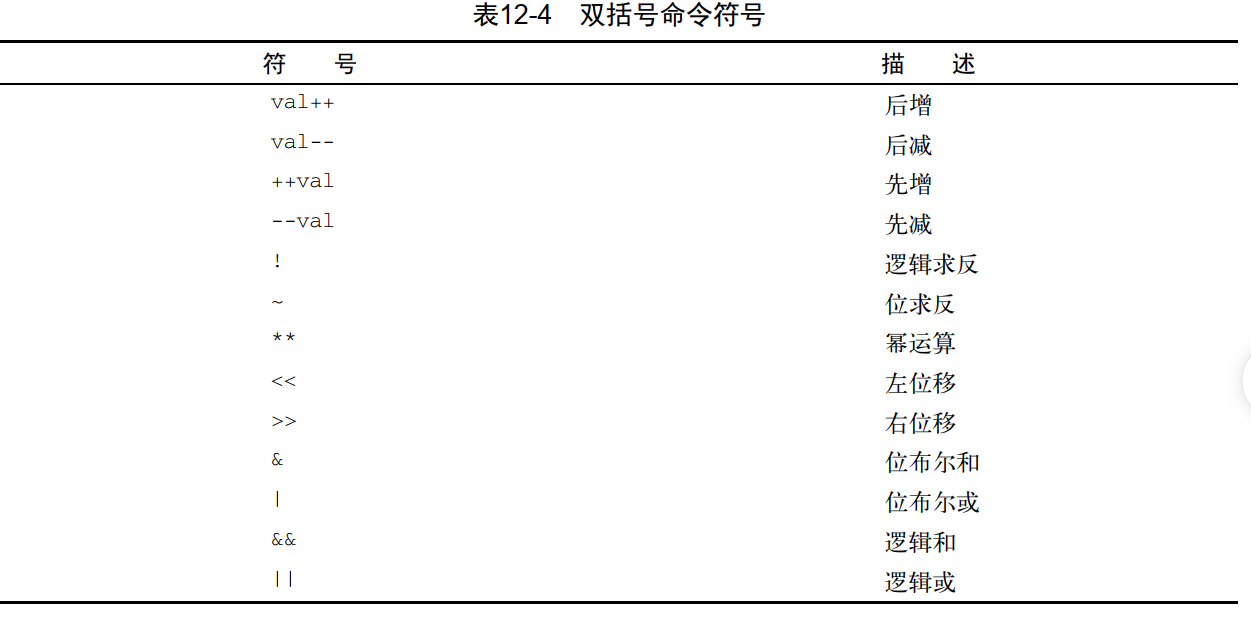 表12-4 双括号命令符号
符 号 描 述
val++ 后增
val-- 后减
++val 先增
--val 先减
! 逻辑求反
~ 位求反
** 幂运算
<< 左位移
>> 右位移
& 位布尔和
| 位布尔或
&& 逻辑和
|| 逻辑或